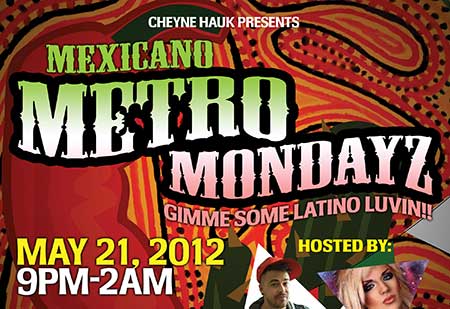 CHEYNE HAUK PRESENTS
MEXICANO
METRO
MONDAYZ
GIMME SOME LATINO LUVIN!!
MAY 21, 2012
9PM-2AM
HOSTED BY: